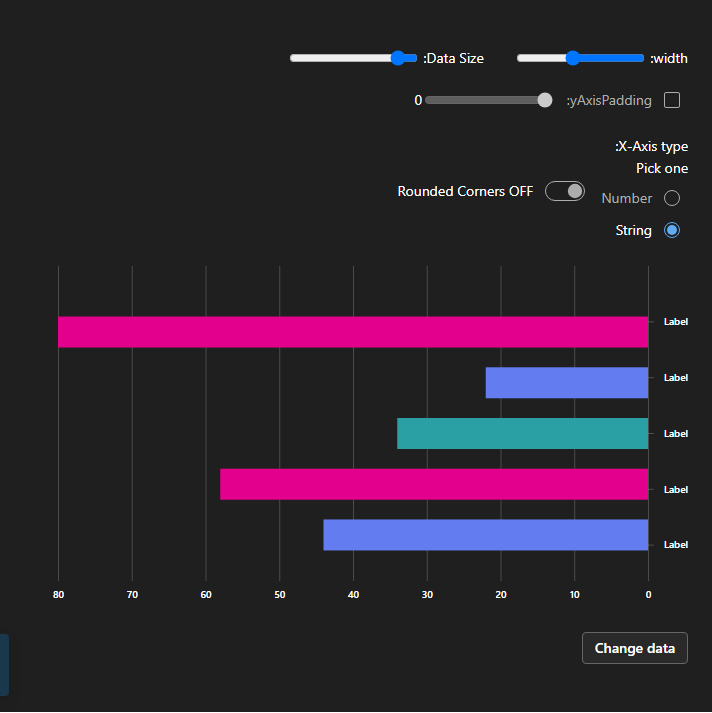 :width
:Data Size
:yAxisPadding
0
:X-Axis type
Pick one
Number
Rounded Corners OFF
String
Label
Label
Label
Label
Label
80 70 60 50 40 30 20 10 0
Change data